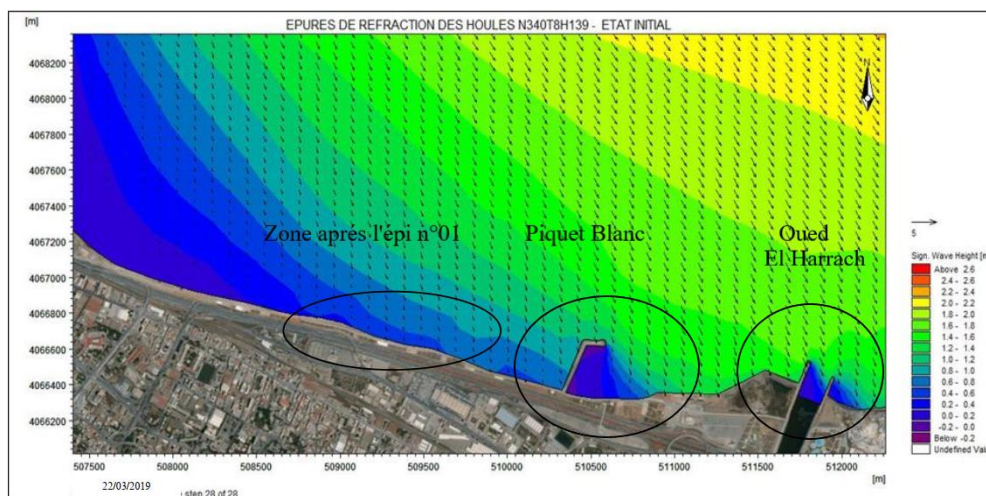 EPURES DE REFRACTION DES HOULES N340T8H139 - ETAT INITIAL
[m]
4068200
4068000
4067800
4067600
4067400
4067200
4067000
4066800
4066600
4066400
4066200
N
Zone aprés l'épi n°01
Piquet Blanc
Oued
El Harrach
5
Sign. Wave Height [m
Above 2.6
2.4 - 2.6
2.2 - 2.4
2.0 - 2.2
1.8 - 2.0
1.6 - 1.8
1.4 - 1.6
1.2 - 1.4
1.0 - 1.2
0.8 - 1.0
0.6 - 0.8
0.4 - 0.6
0.2 - 0.4
0.0 - 0.2
-0.2 - 0.0
Below -0.2
Undefined Valu
507500 508000 508500 509000 509500 510000 510500 511000 511500 512000
[m]
22/03/2019
step 28 of 28